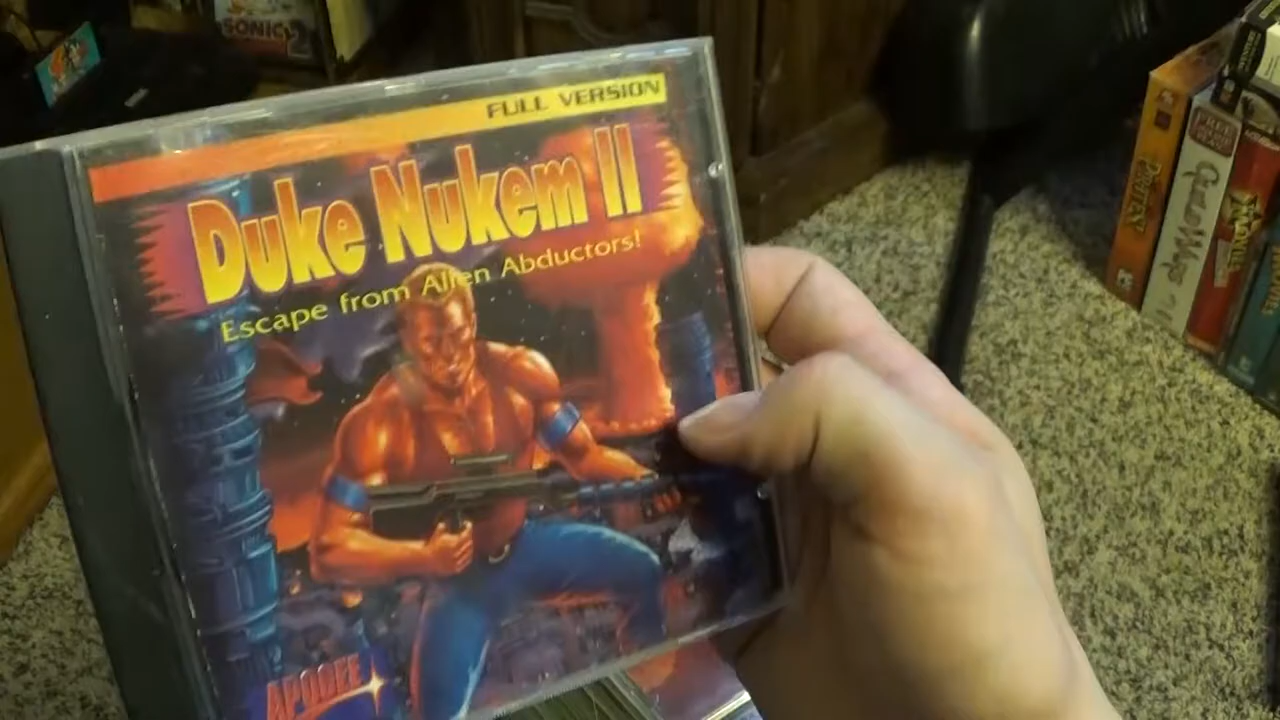 SONIC 2
FULL VERSION
Duke Nukem II
Escape from Alien Abductors!
APOGEE